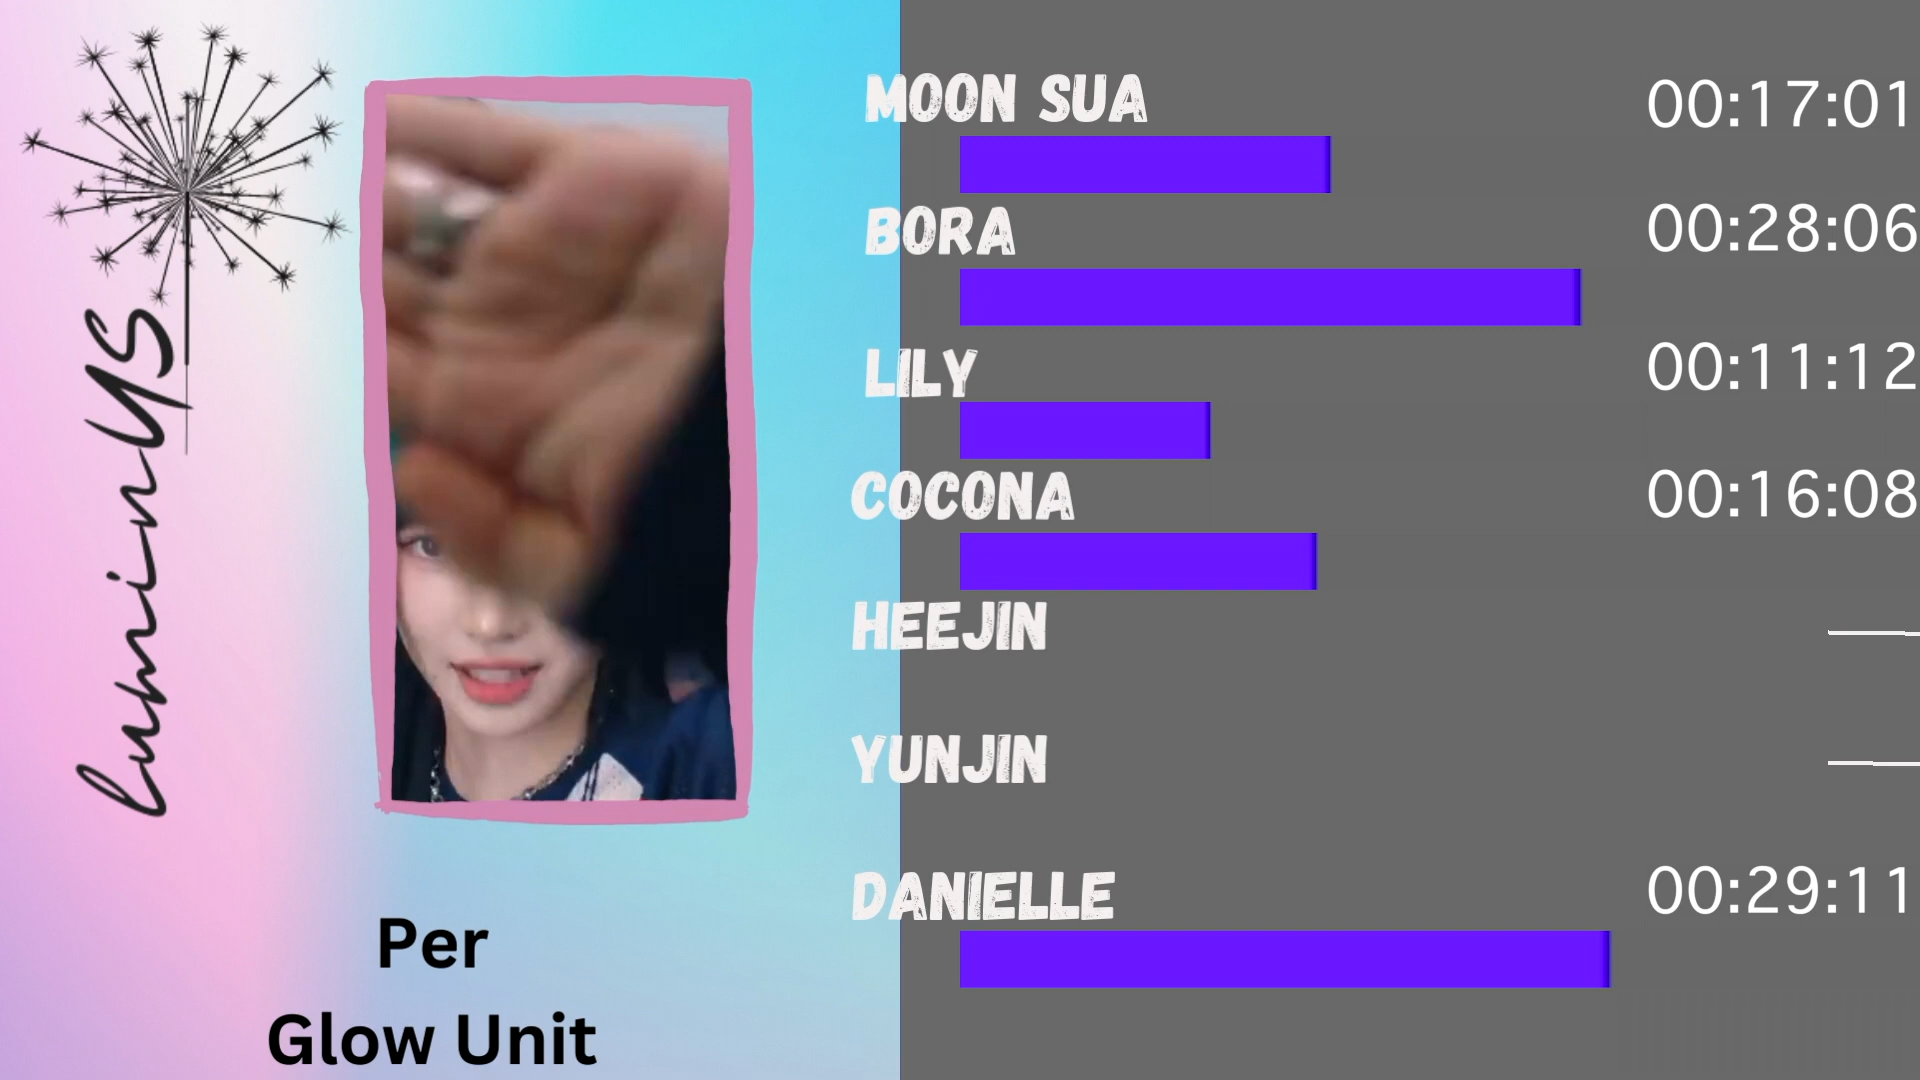 luminUS
Per
Glow Unit
MOON SUA 00:17:01
BORA 00:28:06
LILY 00:11:12
COCONA 00:16:08
HEEJIN
YUNJIN
DANIELLE 00:29:11